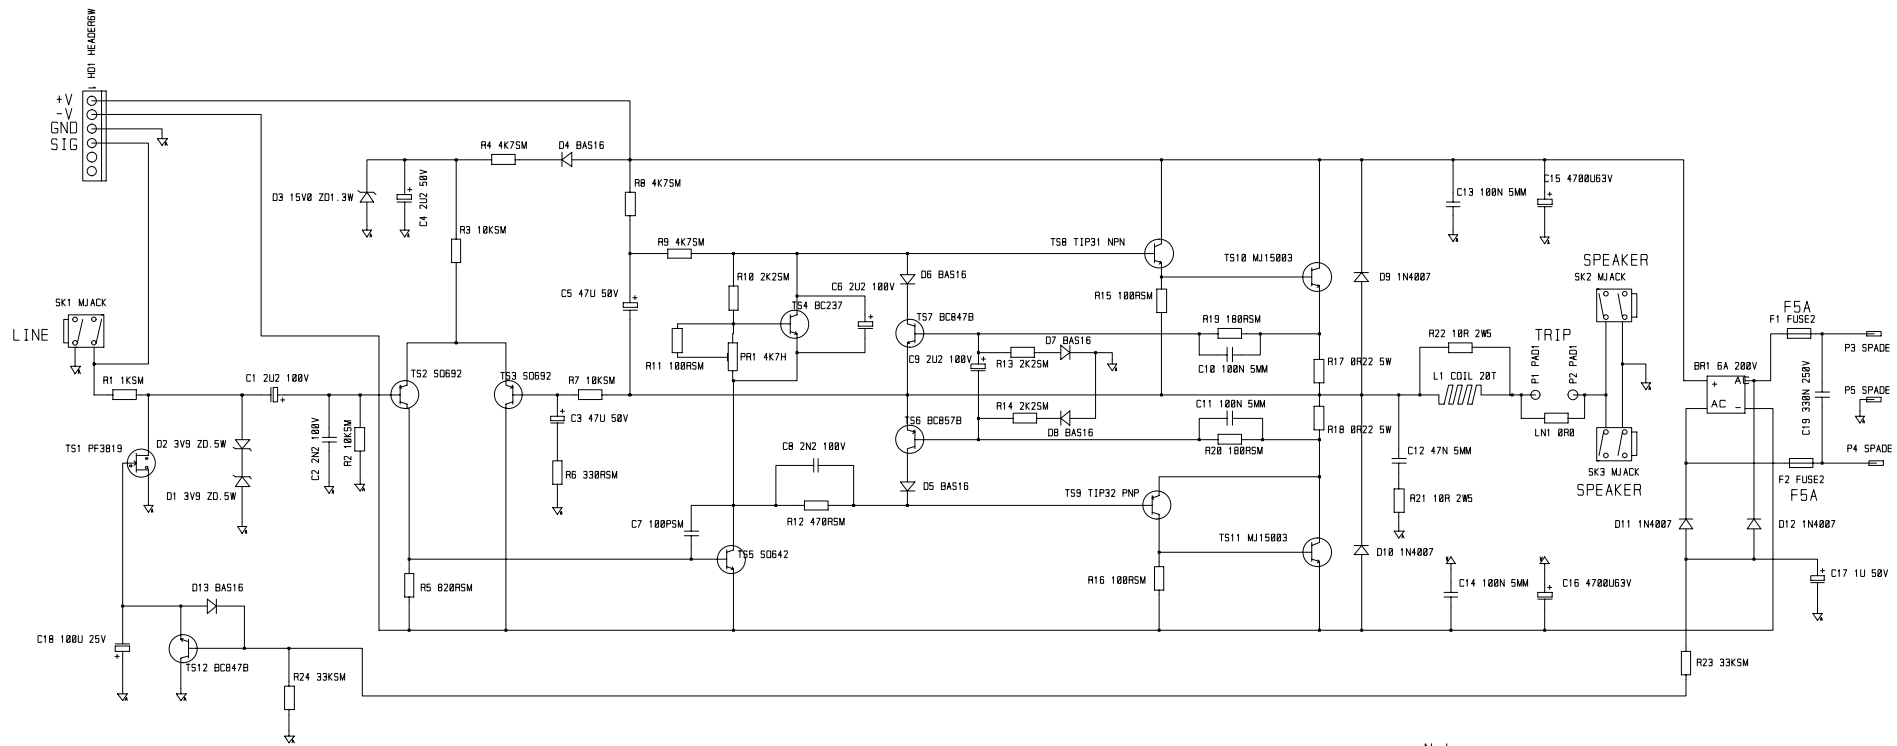 HD1 HEADER6W
1
+V
-V
GND
SIG
R4 4K7SM
D4 BAS16
D3 15V0 ZD1.3W
C4 2U2 50V
R8 4K7SM
R3 10KSM
R9 4K7SM
TS8 TIP31 NPN
C13 100N 5MM
C15 4700U63V
TS10 MJ15003
D9 1N4007
SPEAKER
SK2 MJACK
R10 2K2SM
D6 BAS16
C6 2U2 100V
C5 47U 50V
TS4 BC237
R15 100RSM
SK1 MJACK
LINE
TS7 BC847B
R19 180RSM
F5A
F1 FUSE2
P3 SPADE
TRIP
R22 10R 2W5
PR1 4K7H
R11 100RSM
C9 2U2 100V
R13 2K2SM
D7 BAS16
C10 100N 5MM
R17 0R22 5W
L1 COIL 20T
P1 PAD1
P2 PAD1
BR1 6A 200V
+
AC
AC
-
C19 330N 250V
P5 SPADE
R1 1KSM
C1 2U2 100V
TS2 SO692
TS3 SO692
R7 10KSM
C3 47U 50V
R14 2K2SM
D8 BAS16
C11 100N 5MM
TS6 BC857B
R18 0R22 5W
LN1 0R0
TS1 PF3819
D2 3V9 ZD.5W
C2 2N2 100V
R2 10KSM
C8 2N2 100V
R20 180RSM
C12 47N 5MM
P4 SPADE
SK3 MJACK
SPEAKER
D1 3V9 ZD.5W
R6 330RSM
D5 BAS16
TS9 TIP32 PNP
R21 10R 2W5
F2 FUSE2
F5A
C7 100PSM
R12 470RSM
D11 1N4007
D12 1N4007
TS5 SO642
TS11 MJ15003
D10 1N4007
R5 820RSM
R16 100RSM
C14 100N 5MM
C16 4700U63V
C17 1U 50V
D13 BAS16
C18 100U 25V
TS12 BC847B
R24 33KSM
R23 33KSM